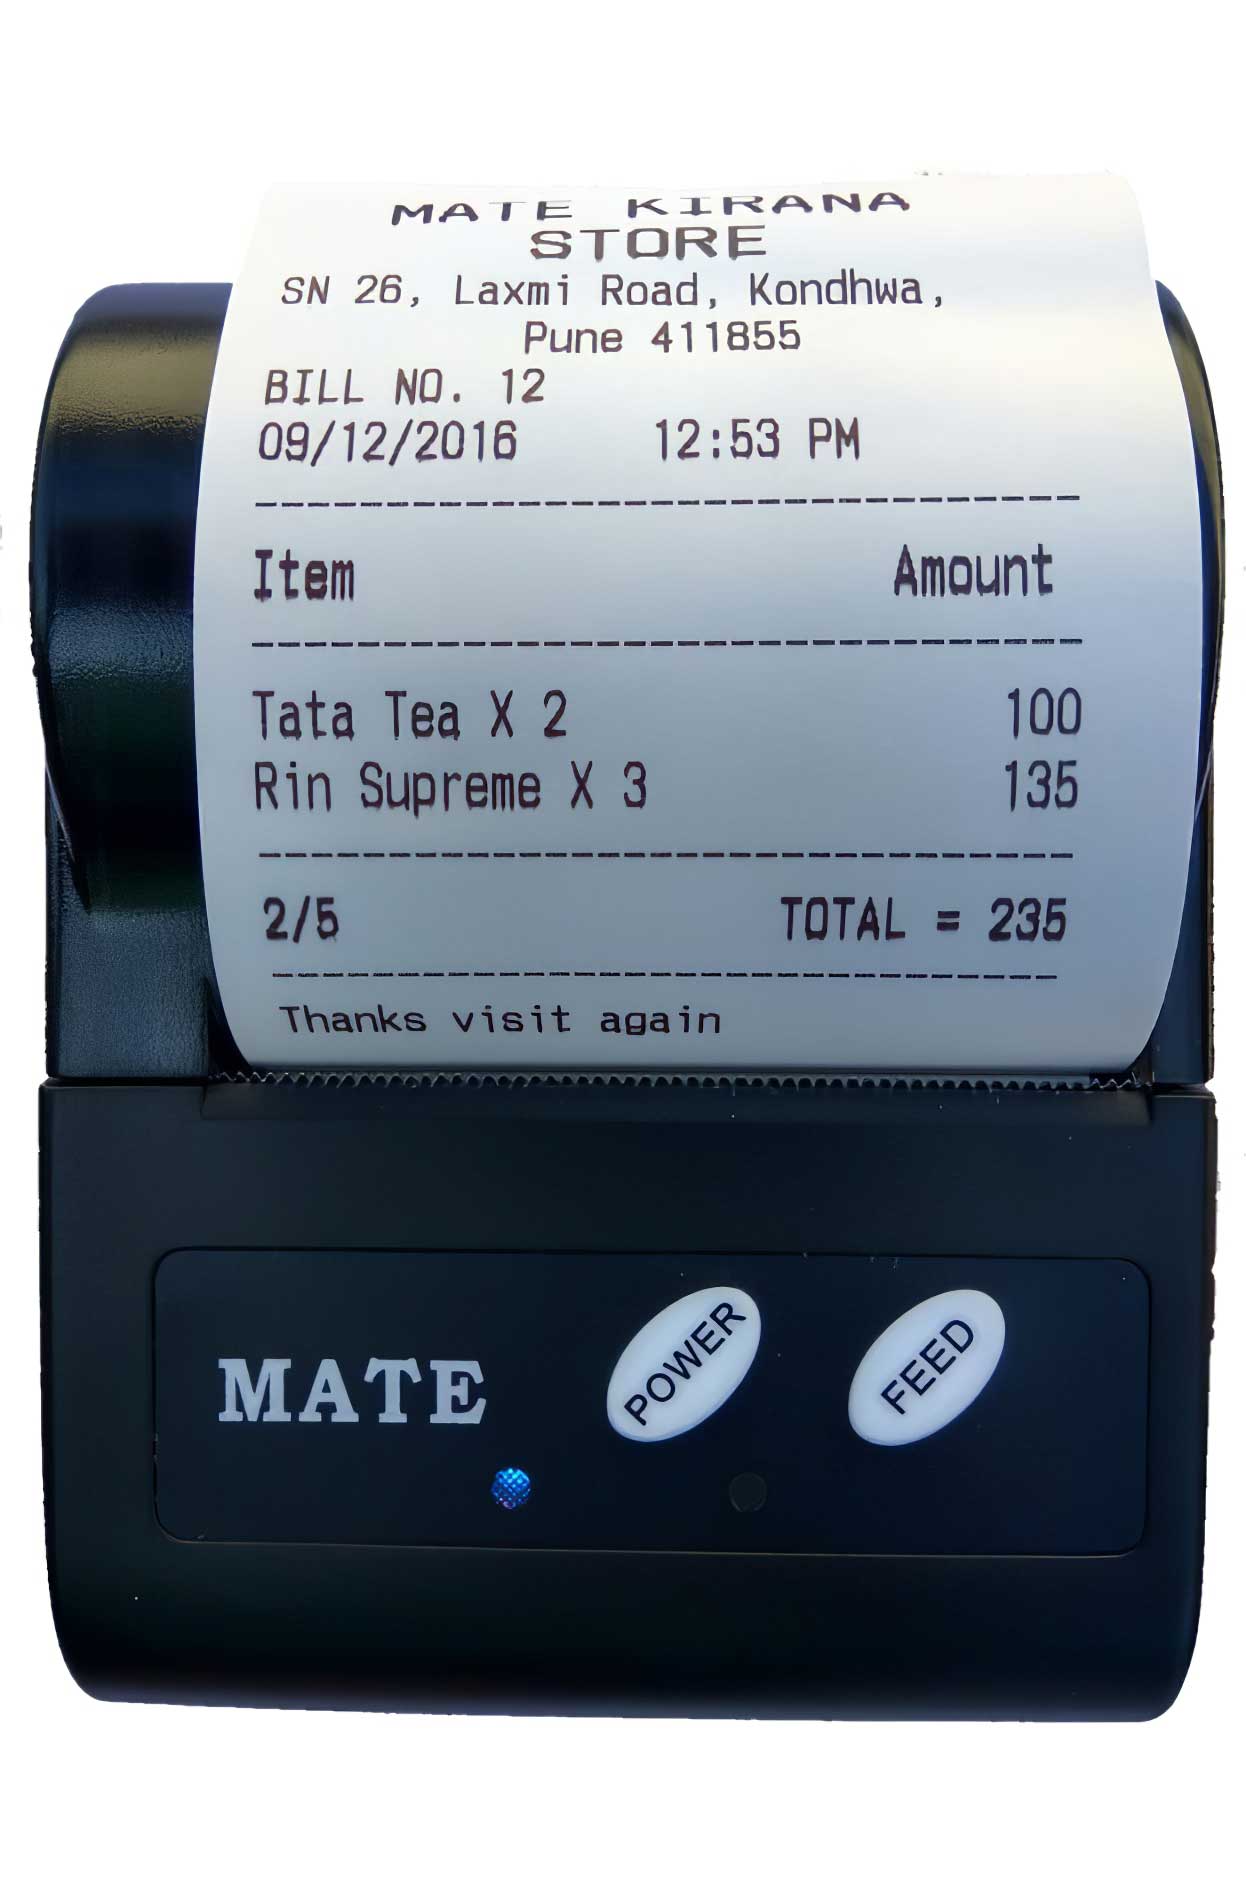 MATE KIRANA
STORE
SN 26, Laxmi Road, Kondhwa,
Pune 411855
BILL NO. 12
09/12/2016 12:53 PM
Item Amount
Tata Tea X 2 100
Rin Supreme X 3 135
2/5 TOTAL = 235
Thanks visit again
MATE POWER FEED